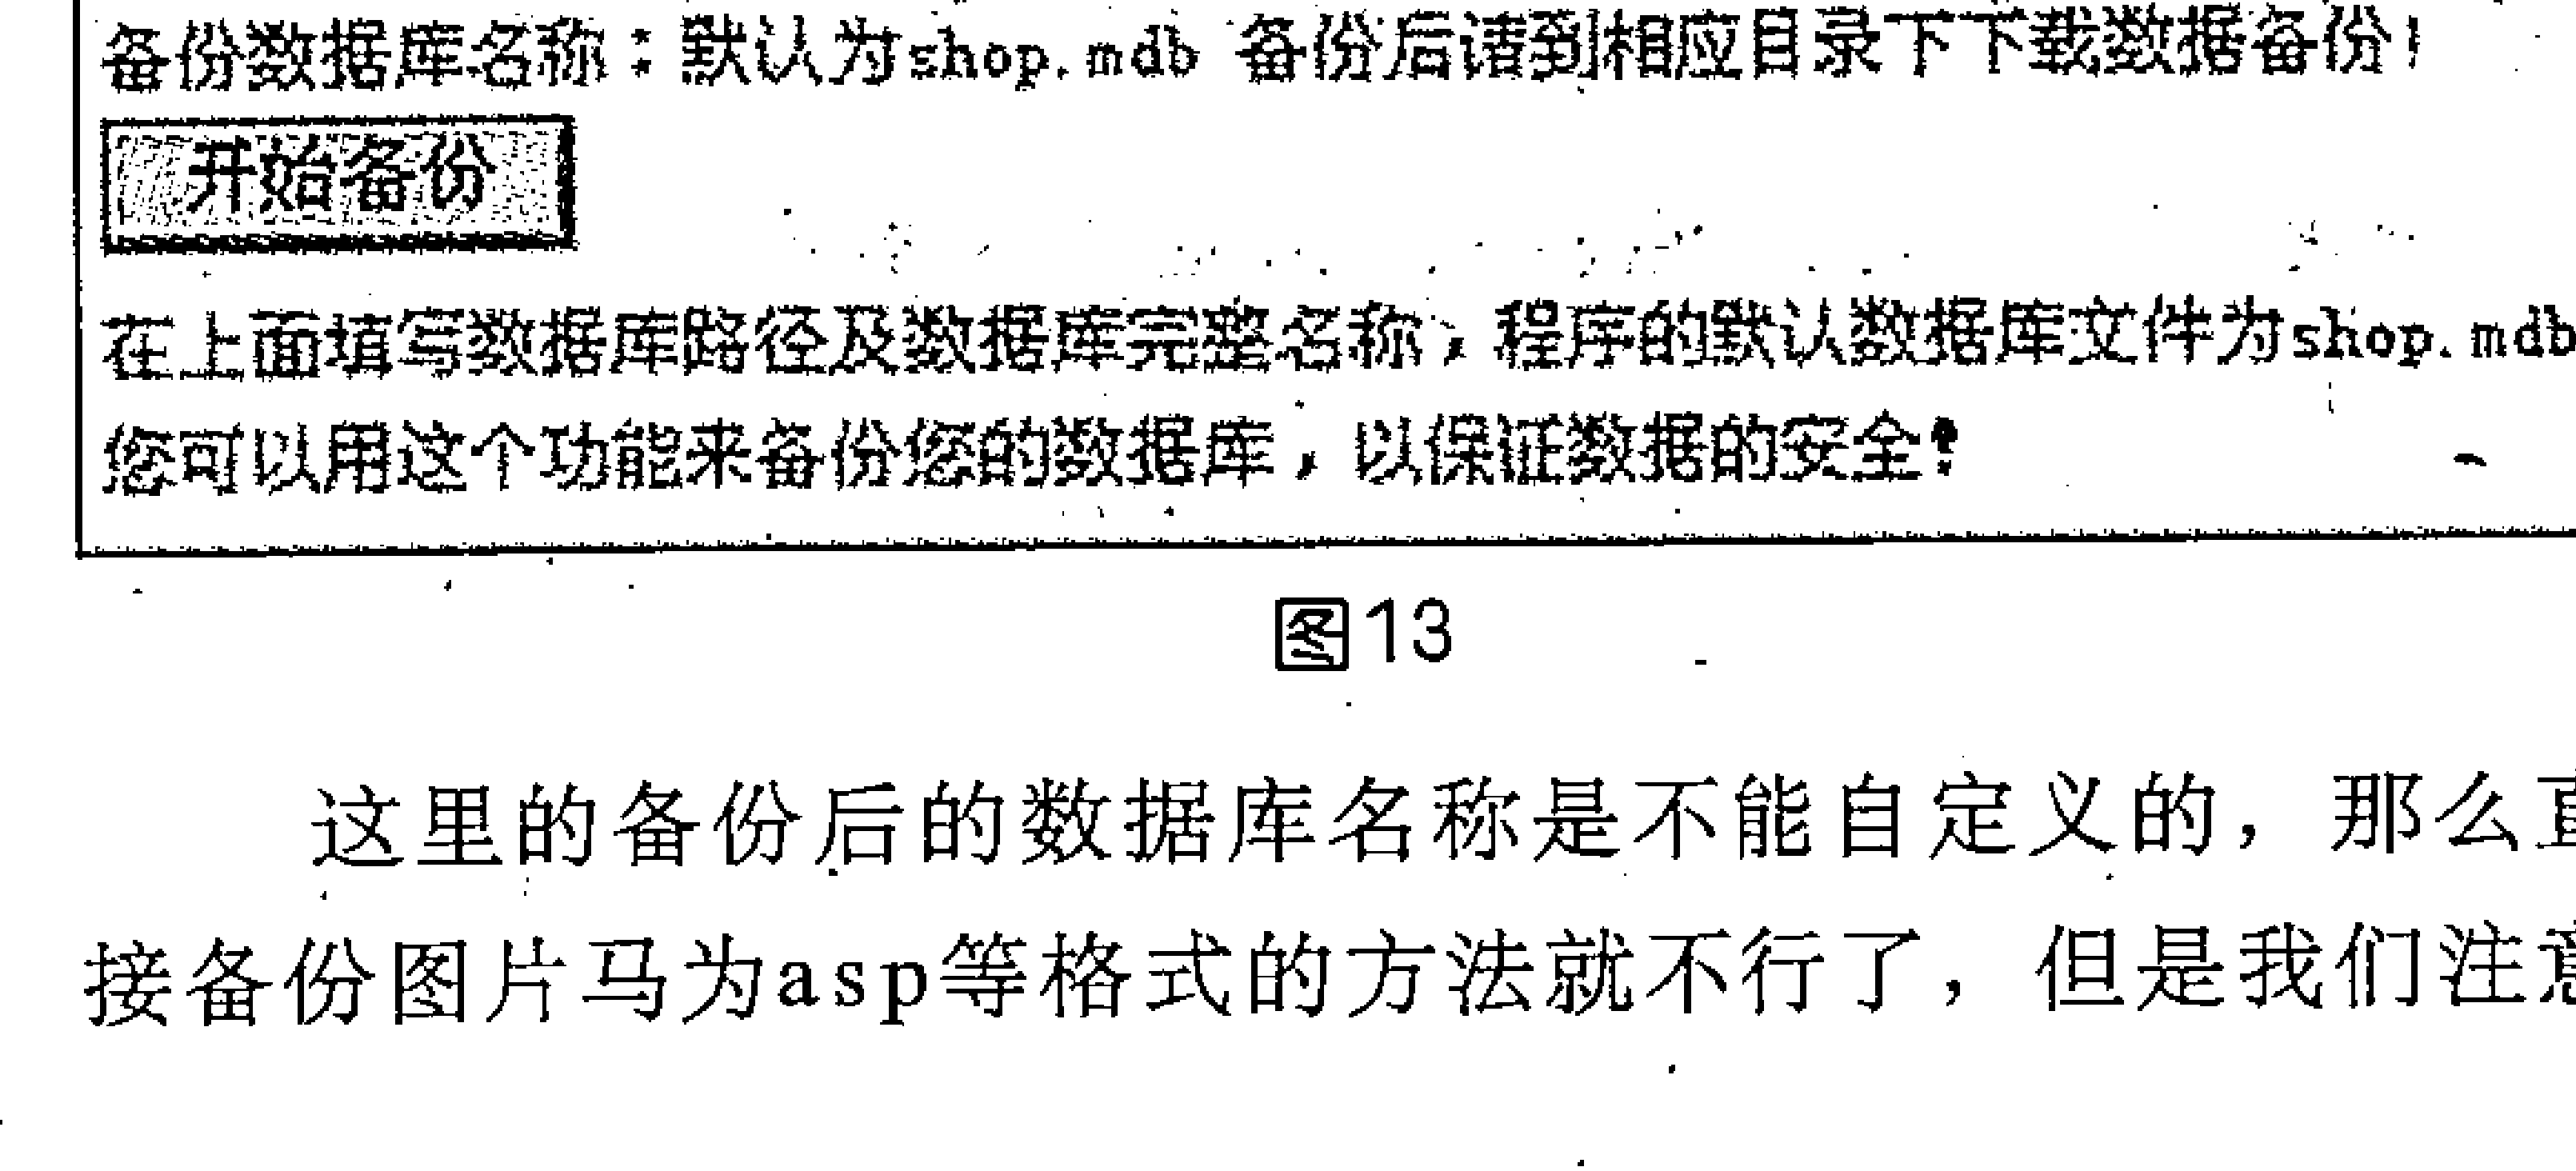 备份数据库名称：默认为shop.mdb 备份后请到相应目录下下载数据备份！
开始备份
在上面填写数据库路径及数据库完整名称，程序的默认数据库文件为shop.mdb
您可以用这个功能来备份您的数据库，以保证数据的安全！
图13
这里的备份后的数据库名称是不能自定义的，那么直
接备份图片马为asp等格式的方法就不行了，但是我们注意